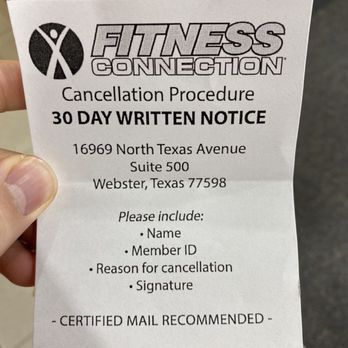 FITNESS
CONNECTION
Cancellation Procedure
30 DAY WRITTEN NOTICE
16969 North Texas Avenue
Suite 500
Webster, Texas 77598
Please include:
• Name
• Member ID
• Reason for cancellation
• Signature
- CERTIFIED MAIL RECOMMENDED -